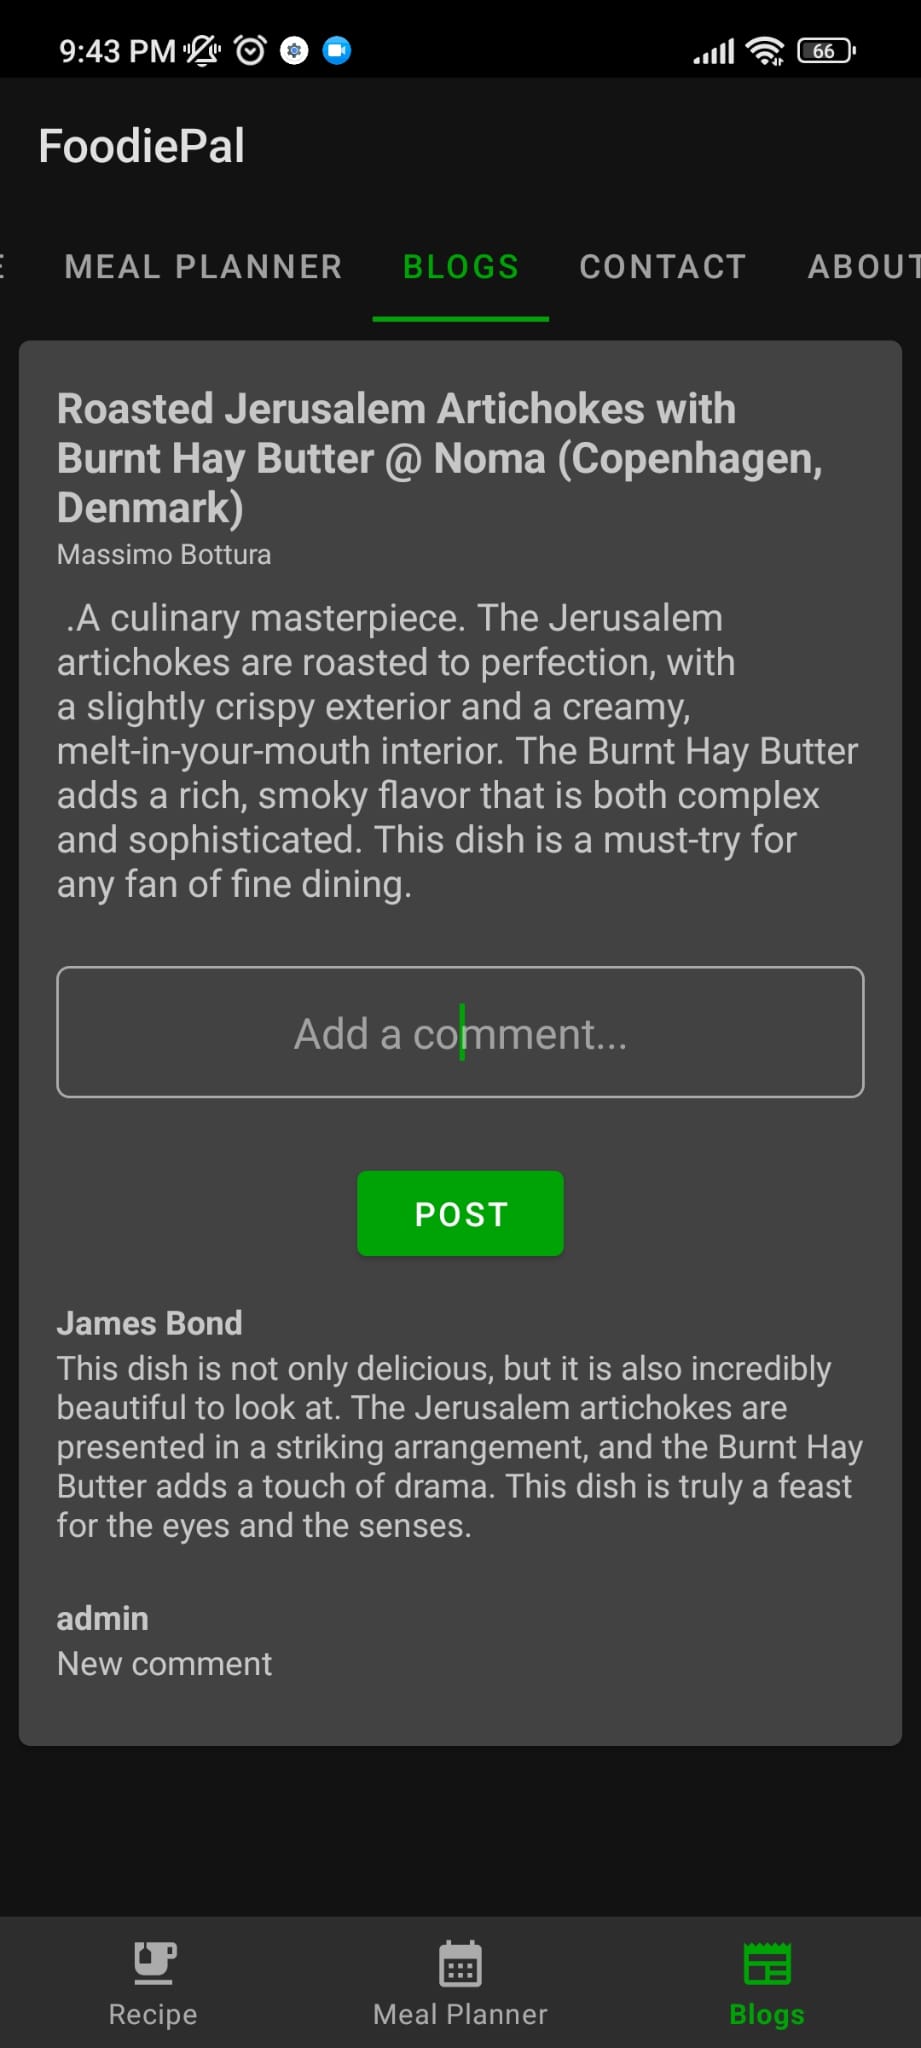 9:43 PM
66
FoodiePal
E MEAL PLANNER BLOGS CONTACT ABOUT
Roasted Jerusalem Artichokes with
Burnt Hay Butter @ Noma (Copenhagen,
Denmark)
Massimo Bottura
.A culinary masterpiece. The Jerusalem
artichokes are roasted to perfection, with
a slightly crispy exterior and a creamy,
melt-in-your-mouth interior. The Burnt Hay Butter
adds a rich, smoky flavor that is both complex
and sophisticated. This dish is a must-try for
any fan of fine dining.
Add a comment...
POST
James Bond
This dish is not only delicious, but it is also incredibly
beautiful to look at. The Jerusalem artichokes are
presented in a striking arrangement, and the Burnt Hay
Butter adds a touch of drama. This dish is truly a feast
for the eyes and the senses.
admin
New comment
Recipe Meal Planner Blogs